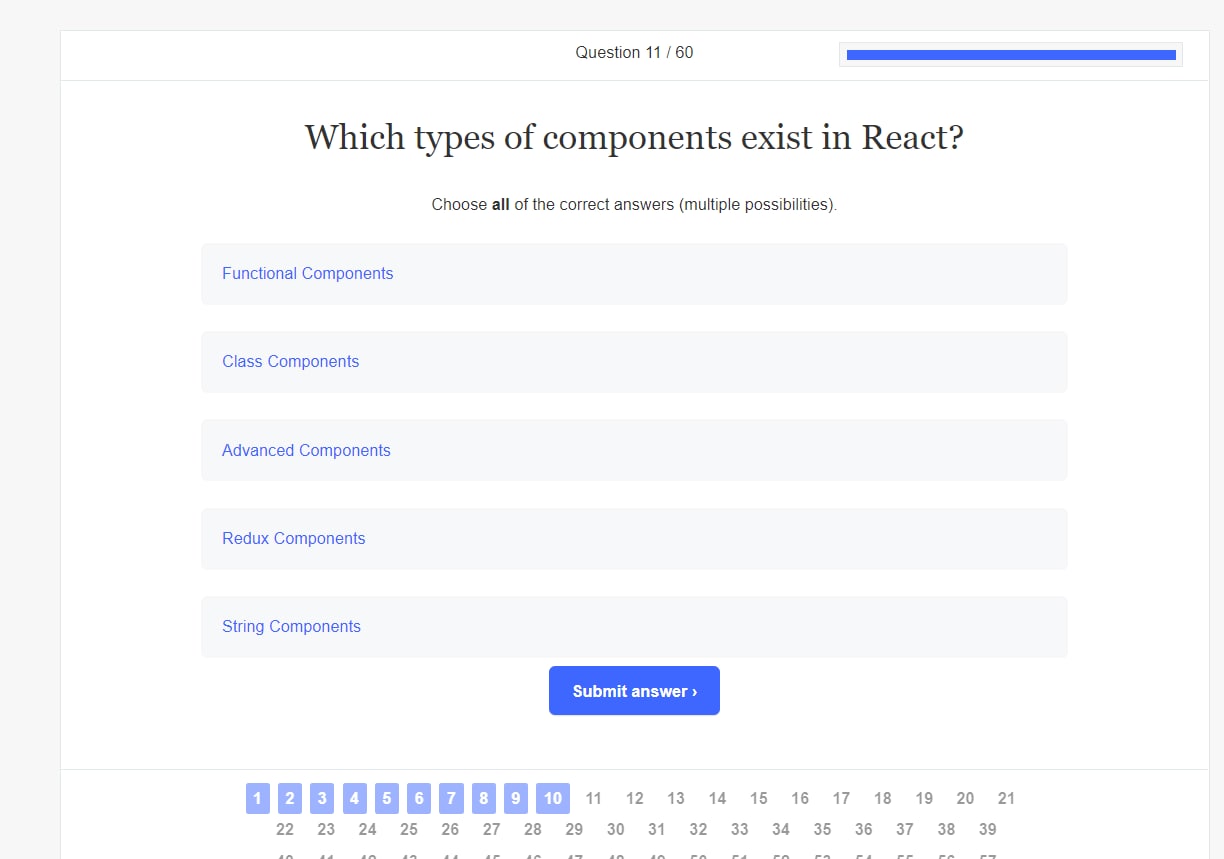 Question 11 / 60
Which types of components exist in React?
Choose all of the correct answers (multiple possibilities).
Functional Components
Class Components
Advanced Components
Redux Components
String Components
Submit answer ›
1 2 3 4 5 6 7 8 9 10 11 12 13 14 15 16 17 18 19 20 21
22 23 24 25 26 27 28 29 30 31 32 33 34 35 36 37 38 39